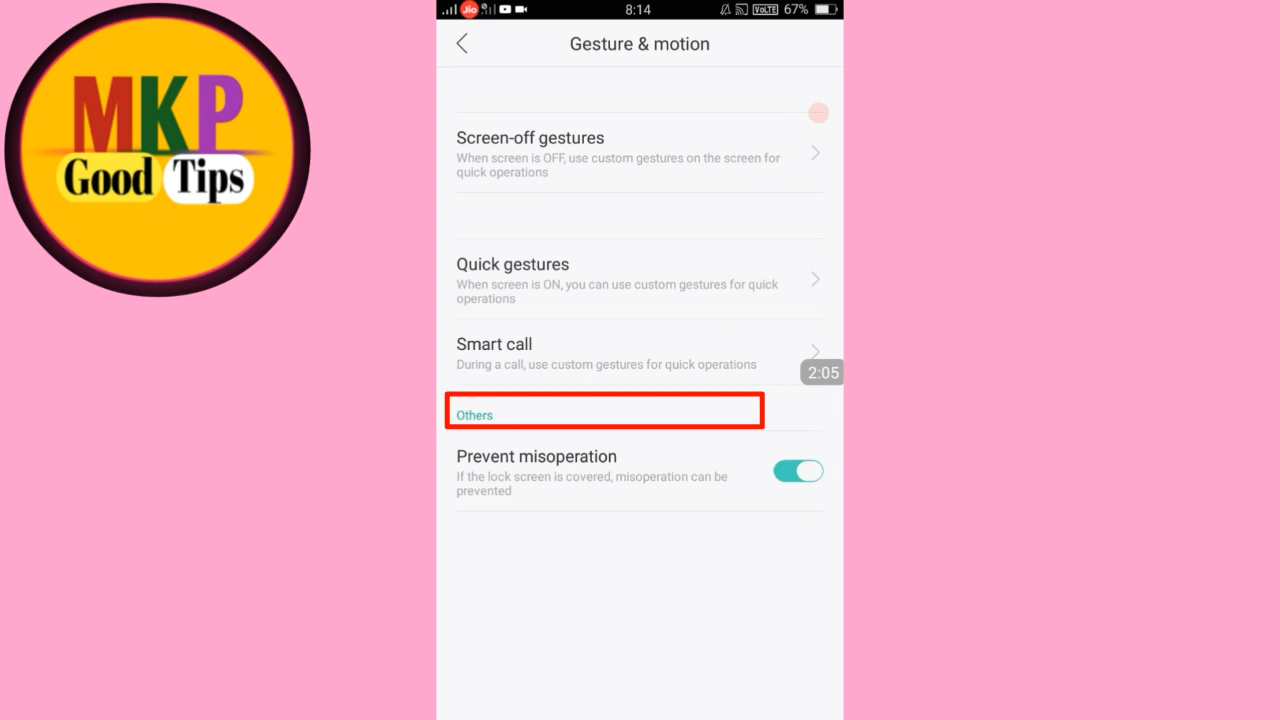 MKP
Good Tips
Jio 8:14 VoLTE 67%
Gesture & motion
Screen-off gestures
When screen is OFF, use custom gestures on the screen for
quick operations
Quick gestures
When screen is ON, you can use custom gestures for quick
operations
Smart call
During a call, use custom gestures for quick operations
2:05
Others
Prevent misoperation
If the lock screen is covered, misoperation can be
prevented